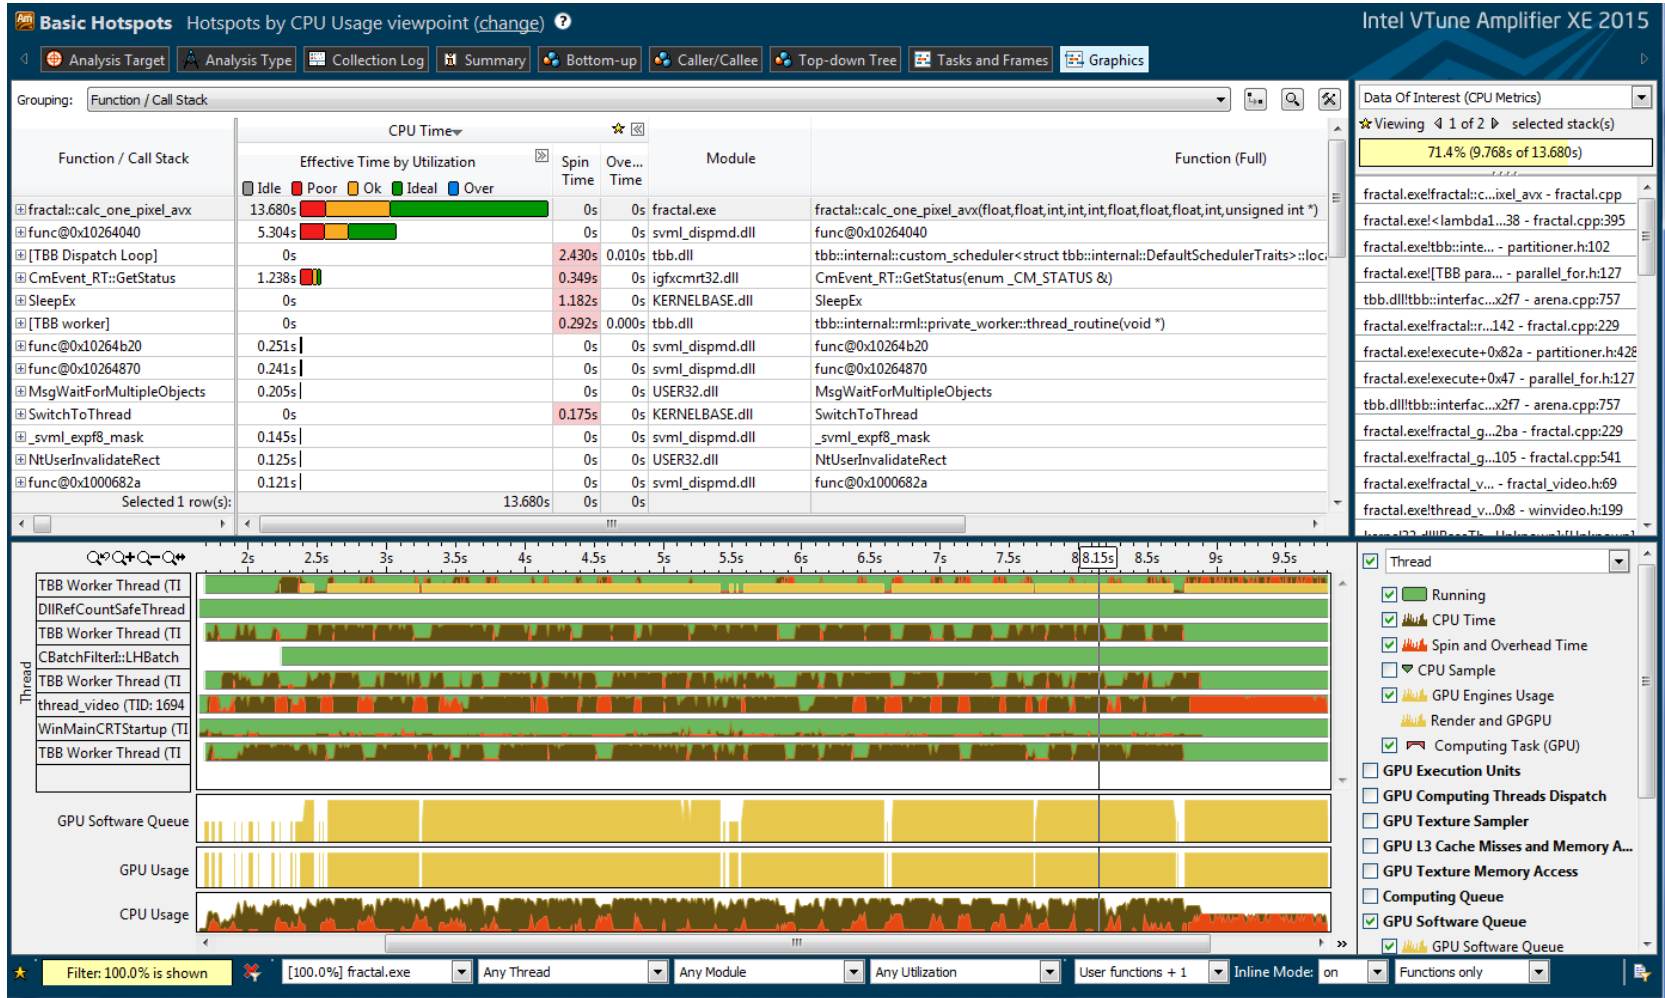 Basic Hotspots Hotspots by CPU Usage viewpoint (change) ? Intel VTune Amplifier XE 2015
Analysis Target Analysis Type Collection Log Summary Bottom-up Caller/Callee Top-down Tree Tasks and Frames Graphics
Grouping: Function / Call Stack
Function / Call Stack CPU Time Module Function (Full)
Effective Time by Utilization Spin Time Ove... Time
Idle Poor Ok Ideal Over
fractal::calc_one_pixel_avx 13.680s 0s 0s fractal.exe fractal::calc_one_pixel_avx(float,float,int,int,int,float,float,float,int,unsigned int *)
func@0x10264040 5.304s 0s 0s svml_dispmd.dll func@0x10264040
[TBB Dispatch Loop] 0s 2.430s 0.010s tbb.dll tbb::internal::custom_scheduler<struct tbb::internal::DefaultSchedulerTraits>::loc
CmEvent_RT::GetStatus 1.238s 0.349s 0s igfxcmrt32.dll CmEvent_RT::GetStatus(enum _CM_STATUS &)
SleepEx 0s 1.182s 0s KERNELBASE.dll SleepEx
[TBB worker] 0s 0.292s 0.000s tbb.dll tbb::internal::rml::private_worker::thread_routine(void *)
func@0x10264b20 0.251s 0s 0s svml_dispmd.dll func@0x10264b20
func@0x10264870 0.241s 0s 0s svml_dispmd.dll func@0x10264870
MsgWaitForMultipleObjects 0.205s 0s 0s USER32.dll MsgWaitForMultipleObjects
SwitchToThread 0s 0.175s 0s KERNELBASE.dll SwitchToThread
_svml_expf8_mask 0.145s 0s 0s svml_dispmd.dll _svml_expf8_mask
NtUserInvalidateRect 0.125s 0s 0s USER32.dll NtUserInvalidateRect
func@0x1000682a 0.121s 0s 0s svml_dispmd.dll func@0x1000682a
Selected 1 row(s): 13.680s 0s 0s
Data Of Interest (CPU Metrics)
Viewing 1 of 2 selected stack(s)
71.4% (9.768s of 13.680s)
fractal.exe!fractal::c...ixel_avx - fractal.cpp
fractal.exe!<lambda1...38 - fractal.cpp:395
fractal.exe!tbb::inte... - partitioner.h:102
fractal.exe![TBB para... - parallel_for.h:127
tbb.dll!tbb::interfac...x2f7 - arena.cpp:757
fractal.exe!fractal::r...142 - fractal.cpp:229
fractal.exe!execute+0x82a - partitioner.h:428
fractal.exe!execute+0x47 - parallel_for.h:127
tbb.dll!tbb::interfac...x2f7 - arena.cpp:757
fractal.exe!fractal_g...2ba - fractal.cpp:229
fractal.exe!fractal_g...105 - fractal.cpp:541
fractal.exe!fractal_v... - fractal_video.h:69
fractal.exe!thread_v...0x8 - winvideo.h:199
2s 2.5s 3s 3.5s 4s 4.5s 5s 5.5s 6s 6.5s 7s 7.5s 8 8.15s 8.5s 9s 9.5s
Thread
TBB Worker Thread (TI
DllRefCountSafeThread
TBB Worker Thread (TI
CBatchFilterI::LHBatch
TBB Worker Thread (TI
thread_video (TID: 1694
WinMainCRTStartup (TI
TBB Worker Thread (TI
GPU Software Queue
GPU Usage
CPU Usage
Thread
Running
CPU Time
Spin and Overhead Time
CPU Sample
GPU Engines Usage
Render and GPGPU
Computing Task (GPU)
GPU Execution Units
GPU Computing Threads Dispatch
GPU Texture Sampler
GPU L3 Cache Misses and Memory A...
GPU Texture Memory Access
Computing Queue
GPU Software Queue
GPU Software Queue
Filter: 100.0% is shown [100.0%] fractal.exe Any Thread Any Module Any Utilization User functions + 1 Inline Mode: on Functions only